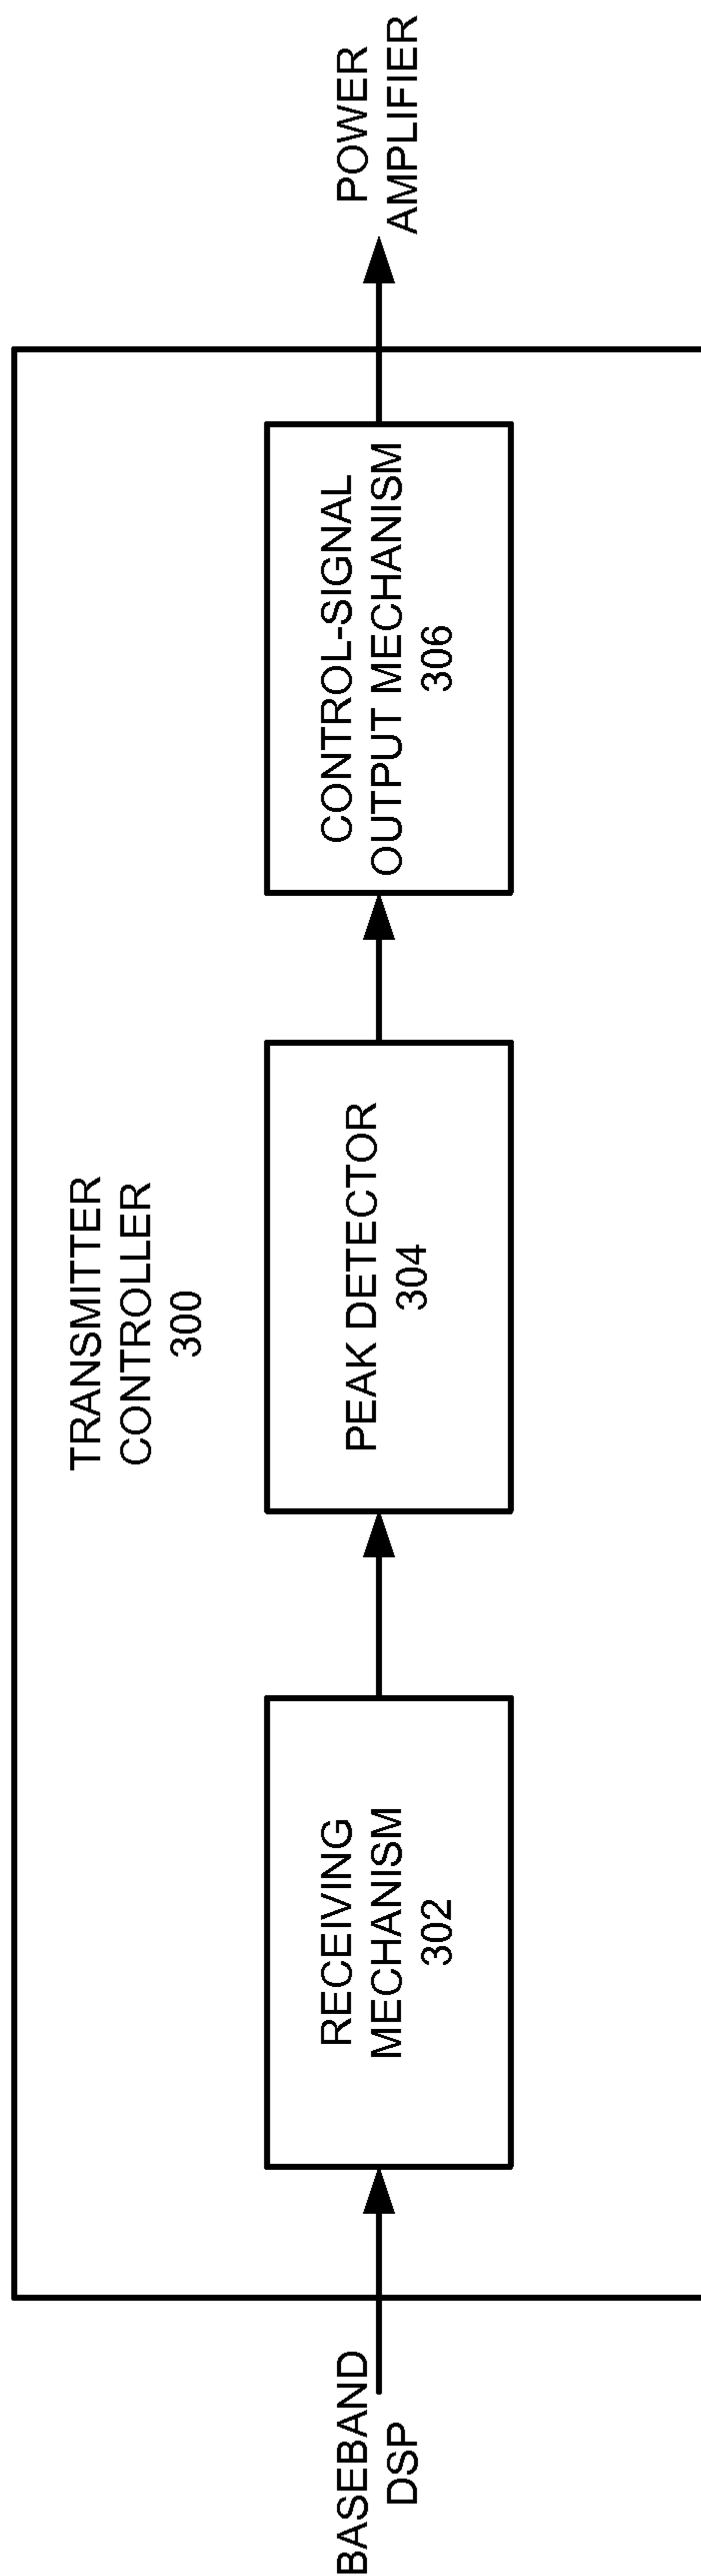 TRANSMITTER
CONTROLLER
300
BASEBAND
DSP
RECEIVING
MECHANISM
302
PEAK DETECTOR
304
CONTROL-SIGNAL
OUTPUT MECHANISM
306
POWER
AMPLIFIER